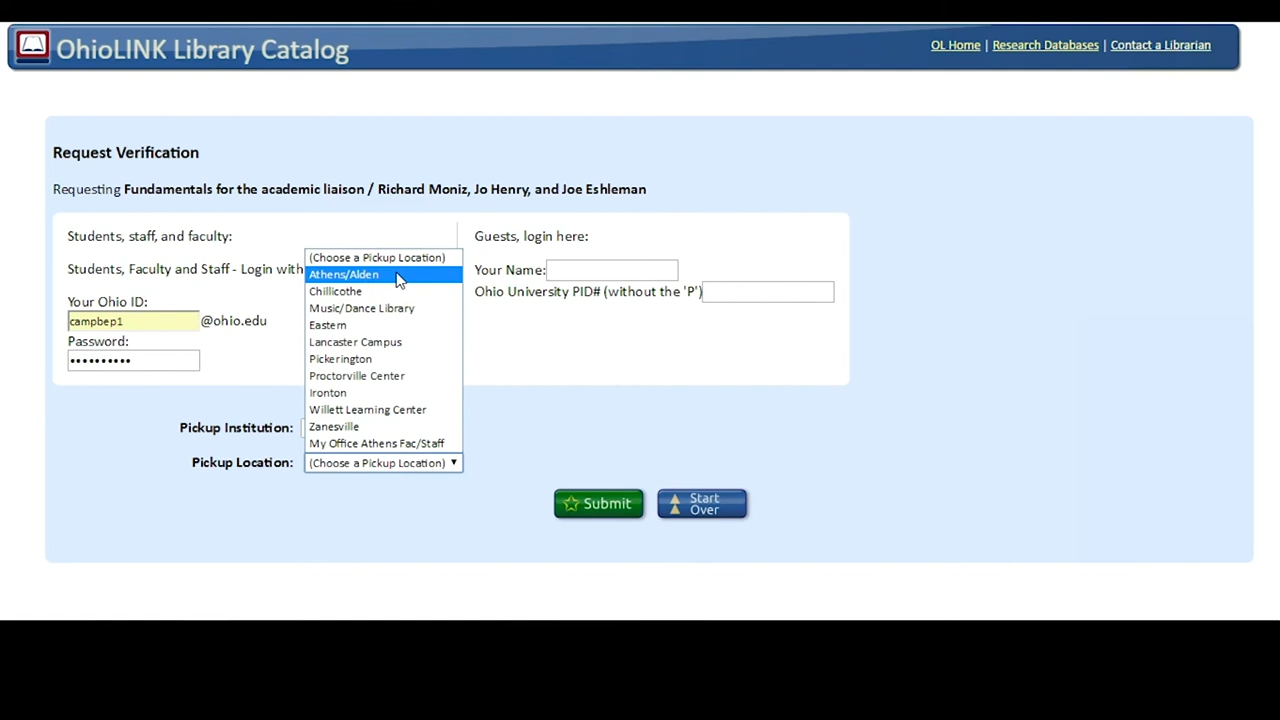 OhioLINK Library Catalog
OL Home | Research Databases | Contact a Librarian
Request Verification
Requesting Fundamentals for the academic liaison / Richard Moniz, Jo Henry, and Joe Eshleman
Students, staff, and faculty:
Students, Faculty and Staff - Login with
Your Ohio ID:
campbep1 @ohio.edu
Password:
••••••••••
Guests, login here:
Your Name:
Ohio University PID# (without the 'P')
(Choose a Pickup Location)
Athens/Alden
Chillicothe
Music/Dance Library
Eastern
Lancaster Campus
Pickerington
Proctorville Center
Ironton
Willett Learning Center
Zanesville
My Office Athens Fac/Staff
Pickup Institution:
Pickup Location: (Choose a Pickup Location)
Submit
Start
Over